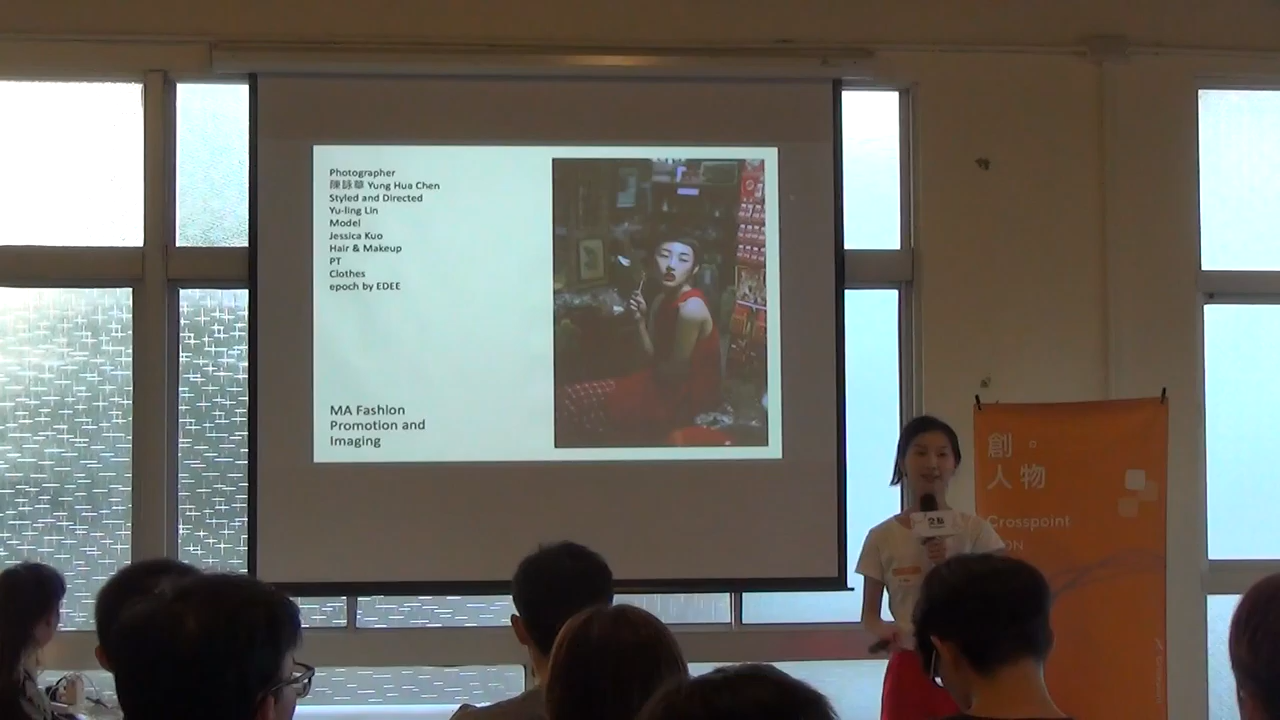 Photographer
陳詠華 Yung Hua Chen
Styled and Directed
Yu-ling Lin
Model
Jessica Kuo
Hair & Makeup
PT
Clothes
epoch by EDEE
MA Fashion
Promotion and
Imaging
創。
人物
Crosspoint